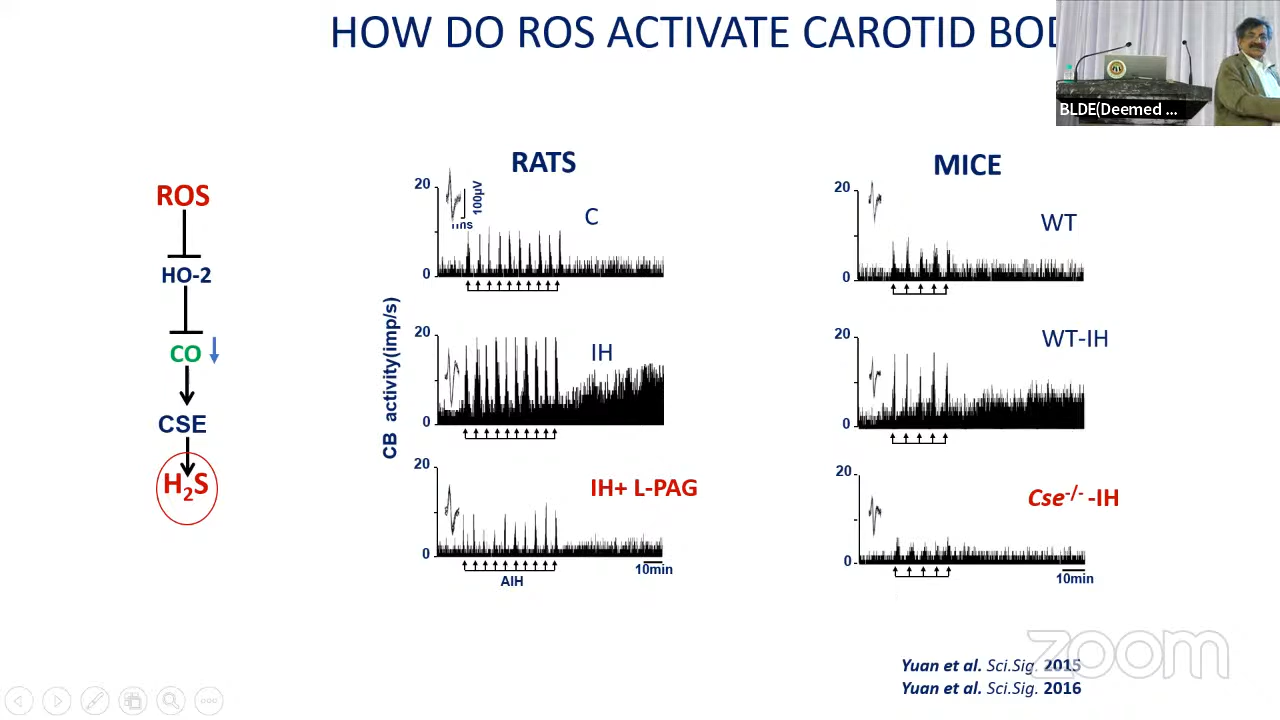 HOW DO ROS ACTIVATE CAROTID BOD
BLDE(Deemed ...
ROS
HO-2
CO
CSE
H₂S
CB activity(imp/s)
RATS
20
100µV
C
0
20
IH
0
20
IH+ L-PAG
0
10min
AIH
MICE
20
WT
0
20
WT-IH
0
20
Cse-/- -IH
0
10min
Yuan et al. Sci.Sig. 2015
Yuan et al. Sci.Sig. 2016
zoom